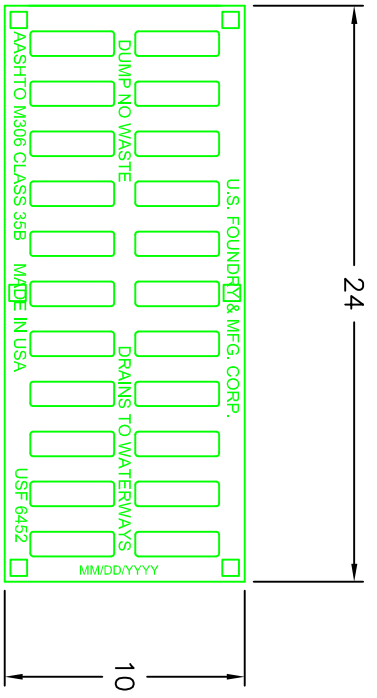 24
U.S. FOUNDRY & MFG. CORP.
DUMP NO WASTE
DRAINS TO WATERWAYS
AASHTO M306 CLASS 35B
MADE IN USA
USF 6452
MM/DD/YYYY
10